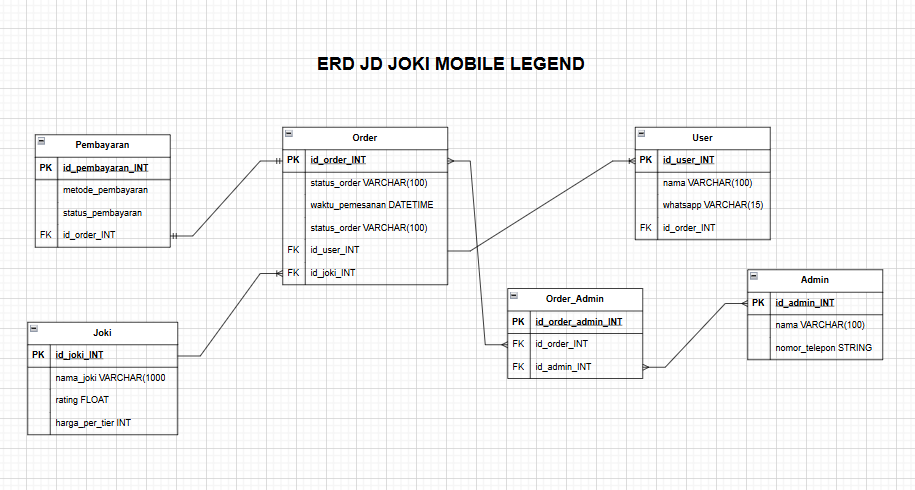 ERD JD JOKI MOBILE LEGEND
Pembayaran
PK id_pembayaran_INT
metode_pembayaran
status_pembayaran
FK id_order_INT
Order
PK id_order_INT
status_order VARCHAR(100)
waktu_pemesanan DATETIME
status_order VARCHAR(100)
FK id_user_INT
FK id_joki_INT
User
PK id_user_INT
nama VARCHAR(100)
whatsapp VARCHAR(15)
FK id_order_INT
Joki
PK id_joki_INT
nama_joki VARCHAR(1000
rating FLOAT
harga_per_tier INT
Order_Admin
PK id_order_admin_INT
FK id_order_INT
FK id_admin_INT
Admin
PK id_admin_INT
nama VARCHAR(100)
nomor_telepon STRING